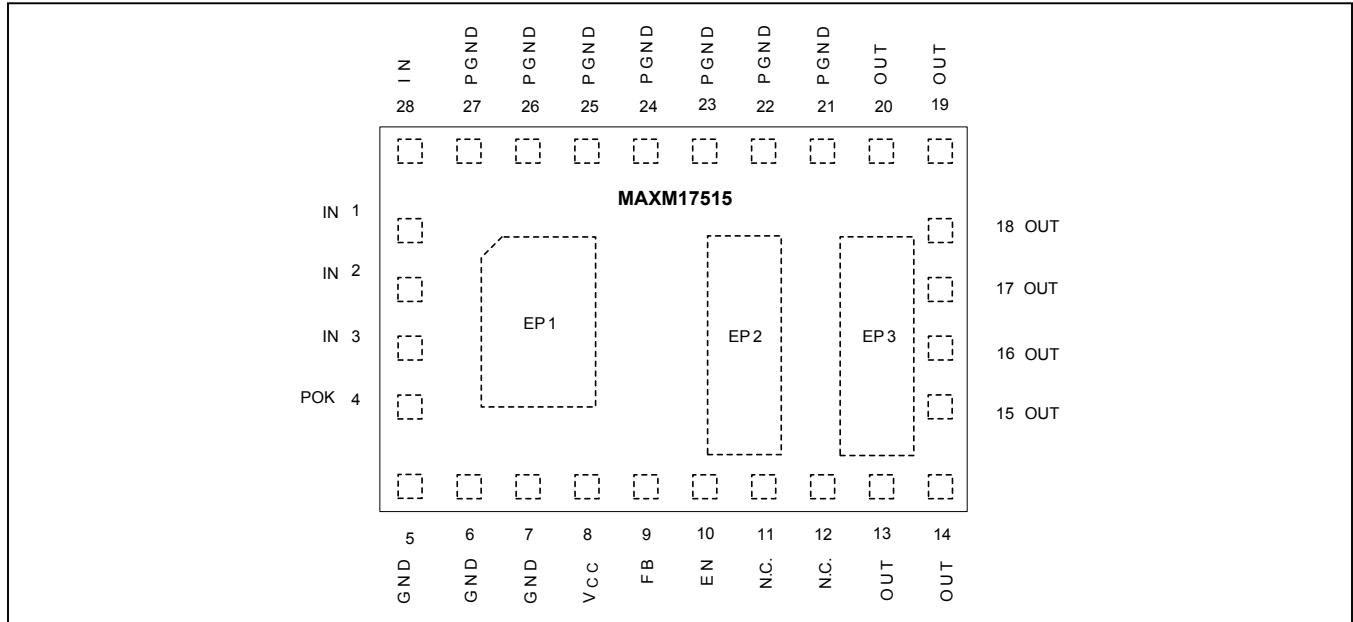 IN PGND PGND PGND PGND PGND PGND PGND OUT OUT
28 27 26 25 24 23 22 21 20 19
MAXM17515
IN 1
18 OUT
IN 2
17 OUT
IN 3
EP1 EP2 EP3
16 OUT
POK 4
15 OUT
5 6 7 8 9 10 11 12 13 14
GND GND GND VCC FB EN N.C. N.C. OUT OUT